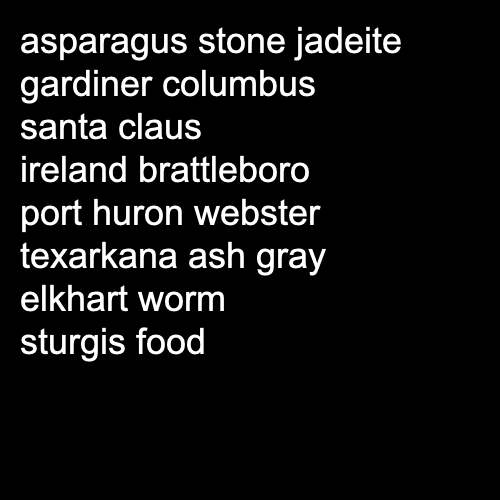 asparagus stone jadeite
gardiner columbus
santa claus
ireland brattleboro
port huron webster
texarkana ash gray
elkhart worm
sturgis food